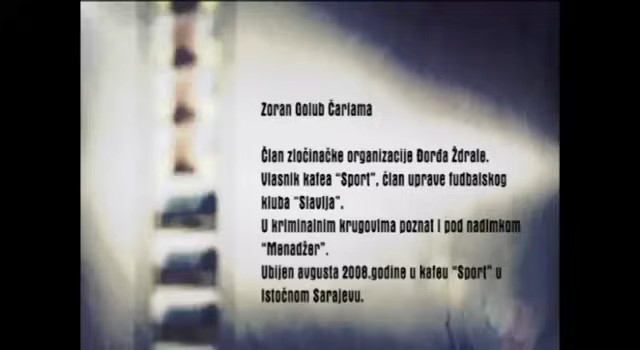 Zoran Golub Čarlama
Član zločinačke organizacije Đorđa Ždrale.
Vlasnik kafea "Sport", član uprave fudbalskog
kluba "Slavija".
U kriminalnim krugovima poznat i pod nadimkom
"Menadžer".
Ubijen avgusta 2008.godine u kafeu "Sport" u
Istočnom Sarajevu.